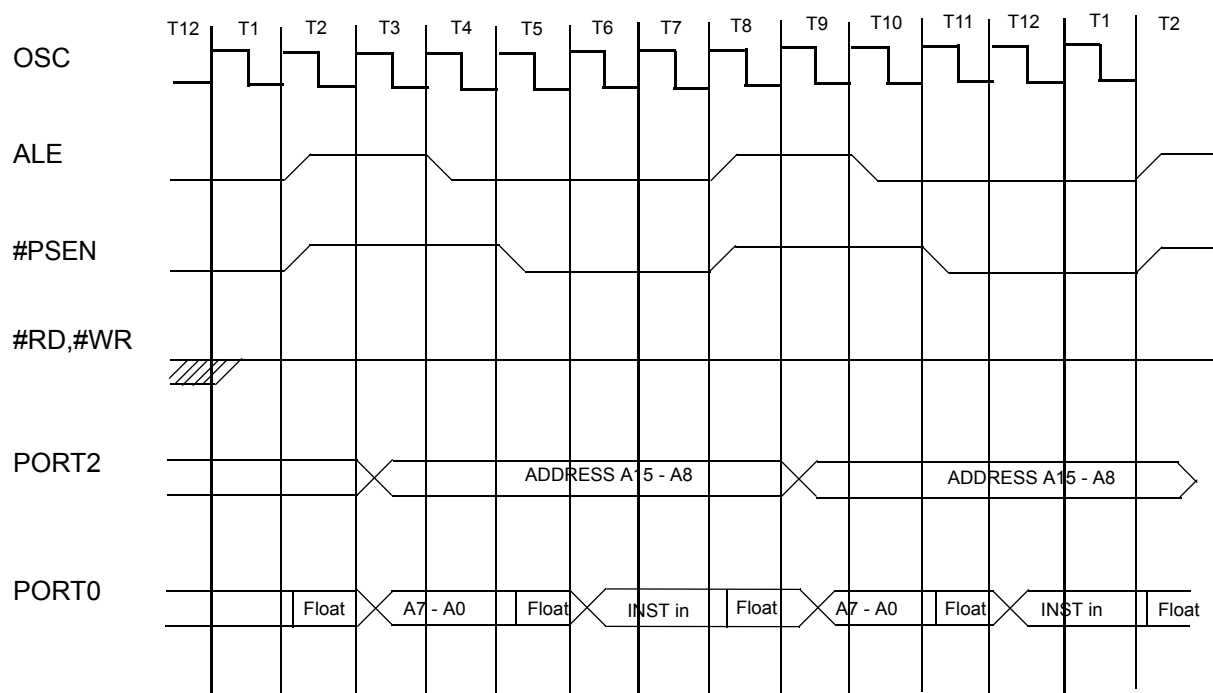 T12 T1 T2 T3 T4 T5 T6 T7 T8 T9 T10 T11 T12 T1 T2
OSC
ALE
#PSEN
#RD,#WR
PORT2 ADDRESS A15 - A8 ADDRESS A15 - A8
PORT0 Float A7 - A0 Float INST in Float A7 - A0 Float INST in Float